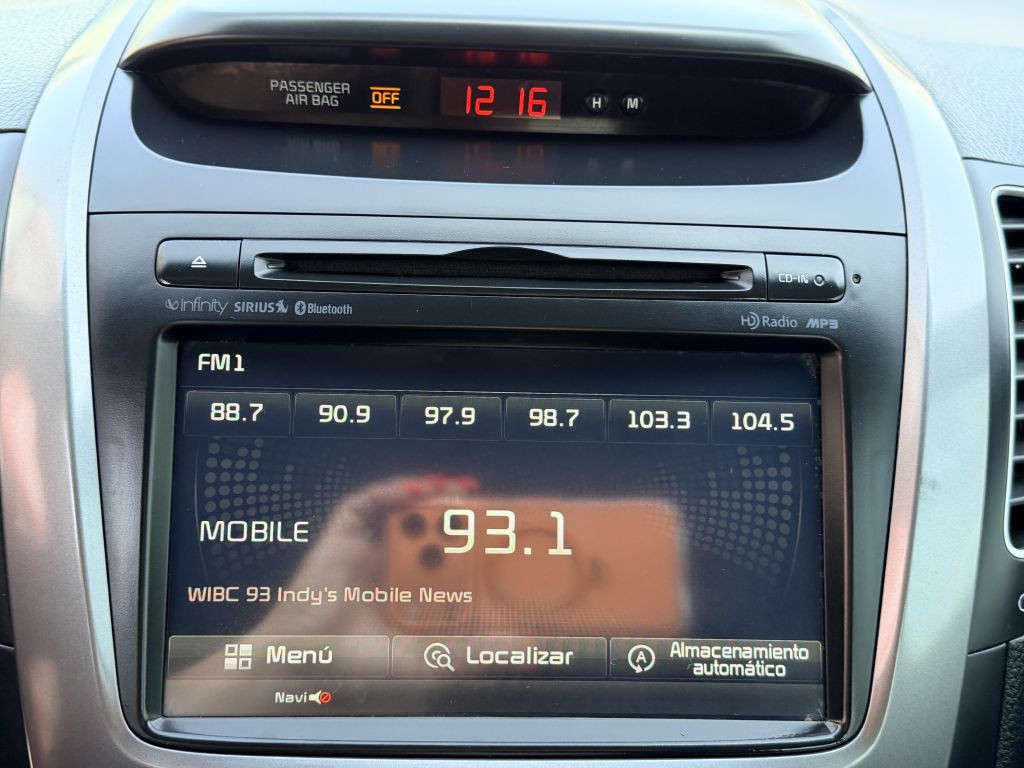 PASSENGER
AIR BAG
OFF
12 16
H M
CD-IN
Infinity SIRIUS Bluetooth
HD Radio MP3
FM1
88.7 90.9 97.9 98.7 103.3 104.5
MOBILE 93.1
WIBC 93 Indy's Mobile News
Menú Localizar Almacenamiento
automático
Navi